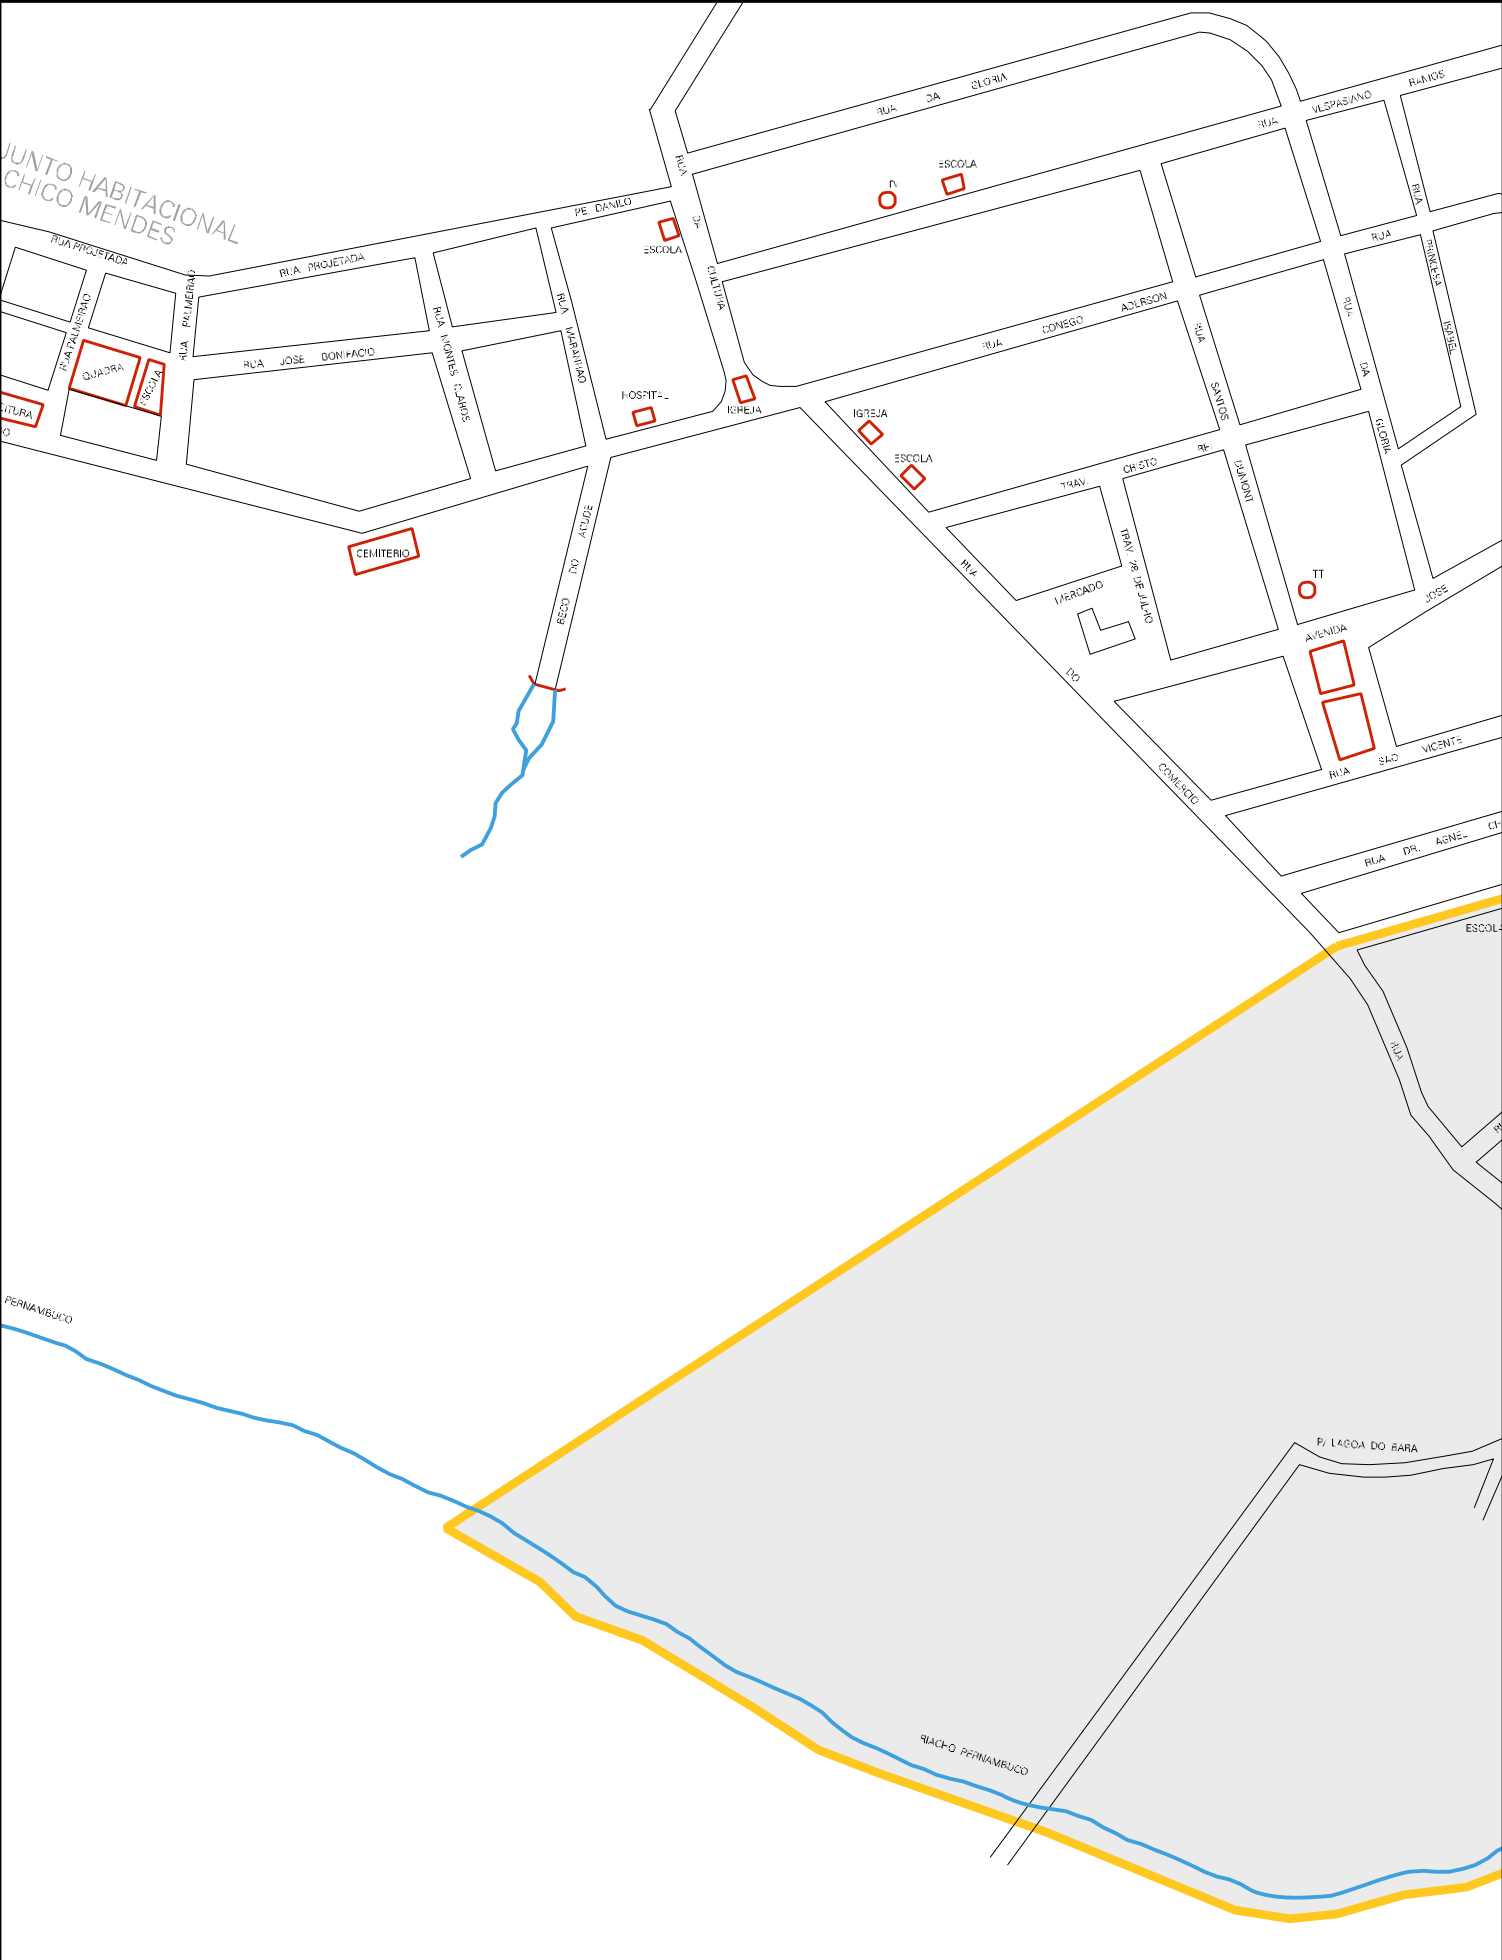 RUA DA GLORIA
VESPASIANO
RAMOS
RUA
ESCOLA
RUA
DA
CULTURA
PE. DANILO
ESCOLA
JUNTO HABITACIONAL
CHICO MENDES
RUA PROJETADA
RUA PROJETADA
RUA PALMEIRAO
RUA PALMEIRAO
QUADRA
ESCOLA
RUA JOSE BONIFACIO
RUA MONTES CLAROS
RUA MARANHAO
HOSPITAL
IGREJA
CEMITERIO
BECO DO ACUDE
RUA CONEGO ADERSON
IGREJA
ESCOLA
TRAV. CRISTO
RUA
SANTOS
DUMONT
RUA
PRINCESA
ISABEL
RUA
RUA
DA
GLORIA
TRAV. 28 DE JULHO
MERCADO
TT
AVENIDA
JOSE
RUA
DO
COMERCIO
RUA SAO VICENTE
RUA DR. AGNEL
ESCOLA
RUA
PERNAMBUCO
P/ LAGOA DO BARA
RIACHO PERNAMBUCO